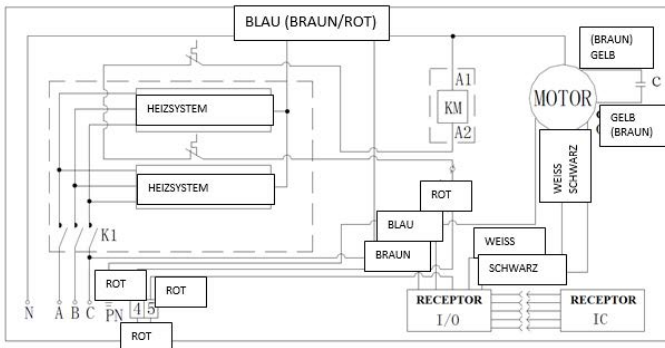 BLAU (BRAUN/ROT)
(BRAUN)
GELB
C
A1
KM
A2
MOTOR
HEIZSYSTEM
GELB
(BRAUN)
WEISS
SCHWARZ
HEIZSYSTEM
ROT
BLAU
K1
WEISS
BRAUN
SCHWARZ
ROT
ROT
N A B C PN 4 5
RECEPTOR
I/O
RECEPTOR
IC
ROT